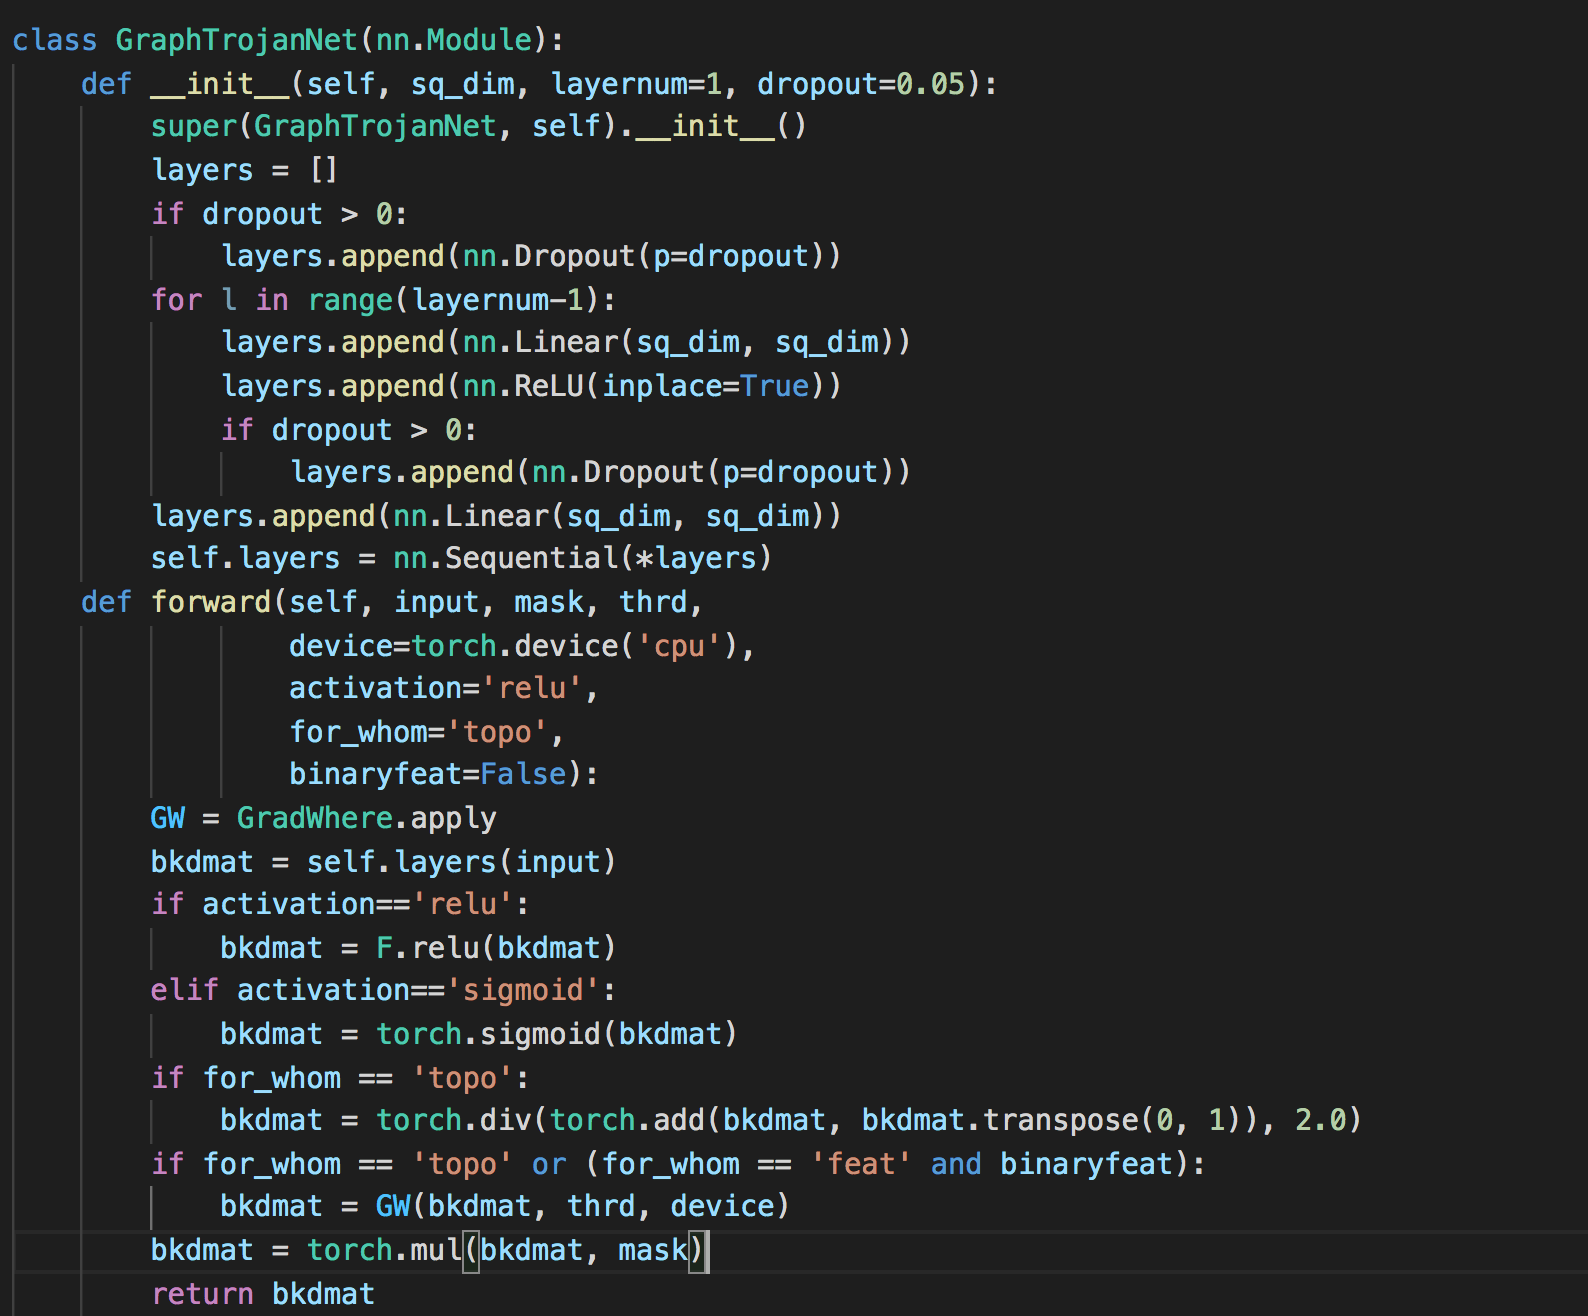 class GraphTrojanNet(nn.Module):
    def __init__(self, sq_dim, layernum=1, dropout=0.05):
        super(GraphTrojanNet, self).__init__()
        layers = []
        if dropout > 0:
            layers.append(nn.Dropout(p=dropout))
        for l in range(layernum-1):
            layers.append(nn.Linear(sq_dim, sq_dim))
            layers.append(nn.ReLU(inplace=True))
            if dropout > 0:
                layers.append(nn.Dropout(p=dropout))
        layers.append(nn.Linear(sq_dim, sq_dim))
        self.layers = nn.Sequential(*layers)
    def forward(self, input, mask, thrd,
                device=torch.device('cpu'),
                activation='relu',
                for_whom='topo',
                binaryfeat=False):
        GW = GradWhere.apply
        bkdmat = self.layers(input)
        if activation=='relu':
            bkdmat = F.relu(bkdmat)
        elif activation=='sigmoid':
            bkdmat = torch.sigmoid(bkdmat)
        if for_whom == 'topo':
            bkdmat = torch.div(torch.add(bkdmat, bkdmat.transpose(0, 1)), 2.0)
        if for_whom == 'topo' or (for_whom == 'feat' and binaryfeat):
            bkdmat = GW(bkdmat, thrd, device)
        bkdmat = torch.mul(bkdmat, mask)
        return bkdmat